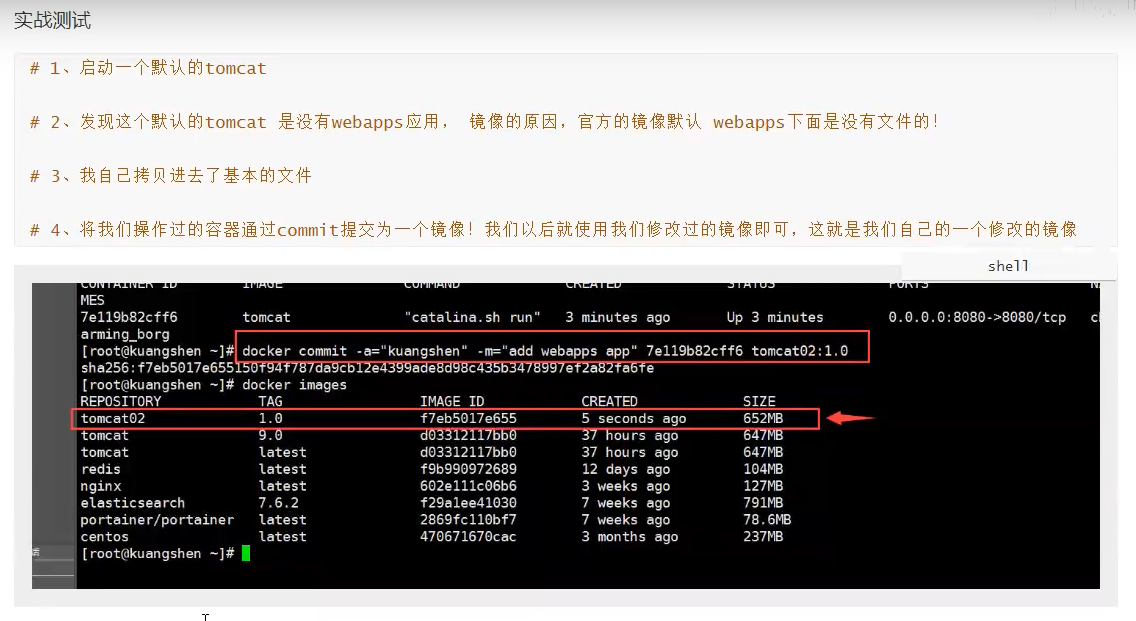 实战测试
# 1、启动一个默认的tomcat
# 2、发现这个默认的tomcat 是没有webapps应用， 镜像的原因，官方的镜像默认 webapps下面是没有文件的！
# 3、我自己拷贝进去了基本的文件
# 4、将我们操作过的容器通过commit提交为一个镜像！我们以后就使用我们修改过的镜像即可，这就是我们自己的一个修改的镜像
shell
CONTAINER ID IMAGE COMMAND CREATED STATUS PORTS
MES
7e119b82cff6 tomcat "catalina.sh run" 3 minutes ago Up 3 minutes 0.0.0.0:8080->8080/tcp
arming_borg
[root@kuangshen ~]# docker commit -a="kuangshen" -m="add webapps app" 7e119b82cff6 tomcat02:1.0
sha256:f7eb5017e655150f94f787da9cb12e4399ade8d98c435b3478997ef2a82fa6fe
[root@kuangshen ~]# docker images
REPOSITORY TAG IMAGE ID CREATED SIZE
tomcat02 1.0 f7eb5017e655 5 seconds ago 652MB
tomcat 9.0 d03312117bb0 37 hours ago 647MB
tomcat latest d03312117bb0 37 hours ago 647MB
redis latest f9b990972689 12 days ago 104MB
nginx latest 602e111c06b6 3 weeks ago 127MB
elasticsearch 7.6.2 f29a1ee41030 7 weeks ago 791MB
portainer/portainer latest 2869fc110bf7 7 weeks ago 78.6MB
centos latest 470671670cac 3 months ago 237MB
[root@kuangshen ~]#